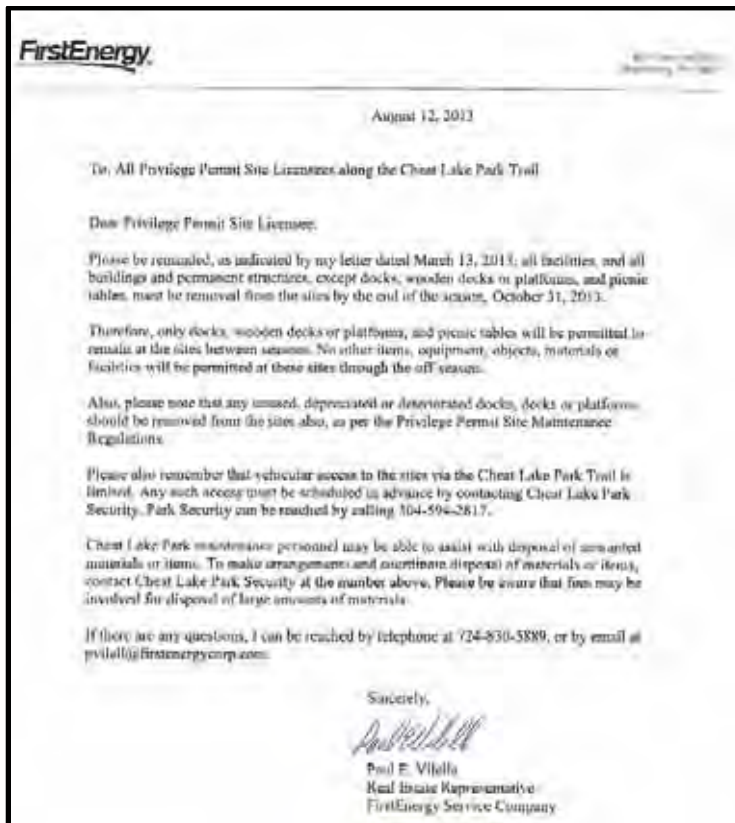 FirstEnergy
August 12, 2013
To: All Privilege Permit Site Licensees along the Cheat Lake Park Trail
Dear Privilege Permit Site Licensee:
Please be reminded, as indicated by my letter dated March 13, 2013, all facilities, and all
buildings and permanent structures, except docks, wooden decks or platforms, and picnic
tables, must be removed from the sites by the end of the season, October 31, 2013.
Therefore, only docks, wooden decks or platforms, and picnic tables will be permitted to
remain at the sites between seasons. No other items, equipment, objects, materials or
facilities will be permitted at these sites through the off season.
Also, please note that any unused, depreciated or deteriorated docks, decks or platforms
should be removed from the sites also, as per the Privilege Permit Site Maintenance
Regulations.
Please also remember that vehicular access to the sites via the Cheat Lake Park Trail is
limited. Any such access must be scheduled in advance by contacting Cheat Lake Park
Security. Park Security can be reached by calling 304-594-2617.
Cheat Lake Park maintenance personnel may be able to assist with disposal of unwanted
materials or items. To make arrangements and coordinate disposal of materials or items,
contact Cheat Lake Park Security at the number above. Please be aware that fees may be
involved for disposal of large amounts of materials.
If there are any questions, I can be reached by telephone at 724-830-5889, or by email at
pvilell@firstenergycorp.com.
Sincerely,
Paul E. Vilella
Real Estate Representative
FirstEnergy Service Company